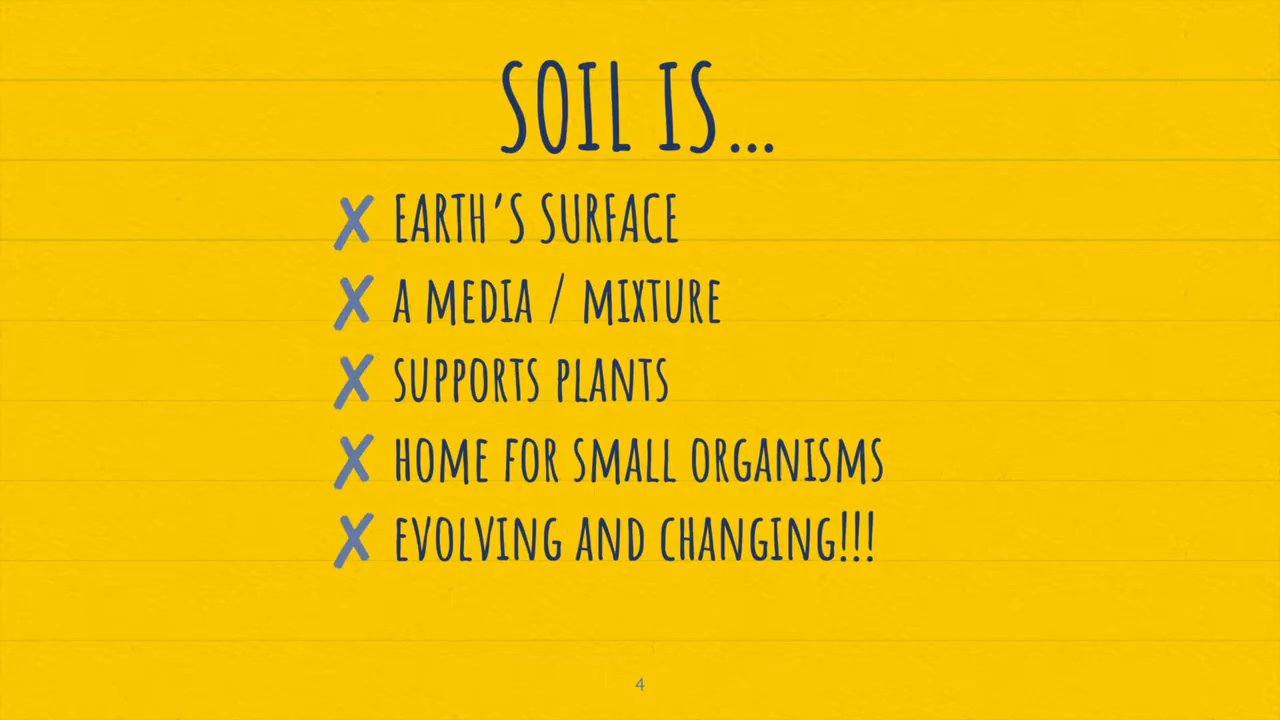 SOIL IS...
✗ EARTH'S SURFACE
✗ A MEDIA / MIXTURE
✗ SUPPORTS PLANTS
✗ HOME FOR SMALL ORGANISMS
✗ EVOLVING AND CHANGING!!!
4